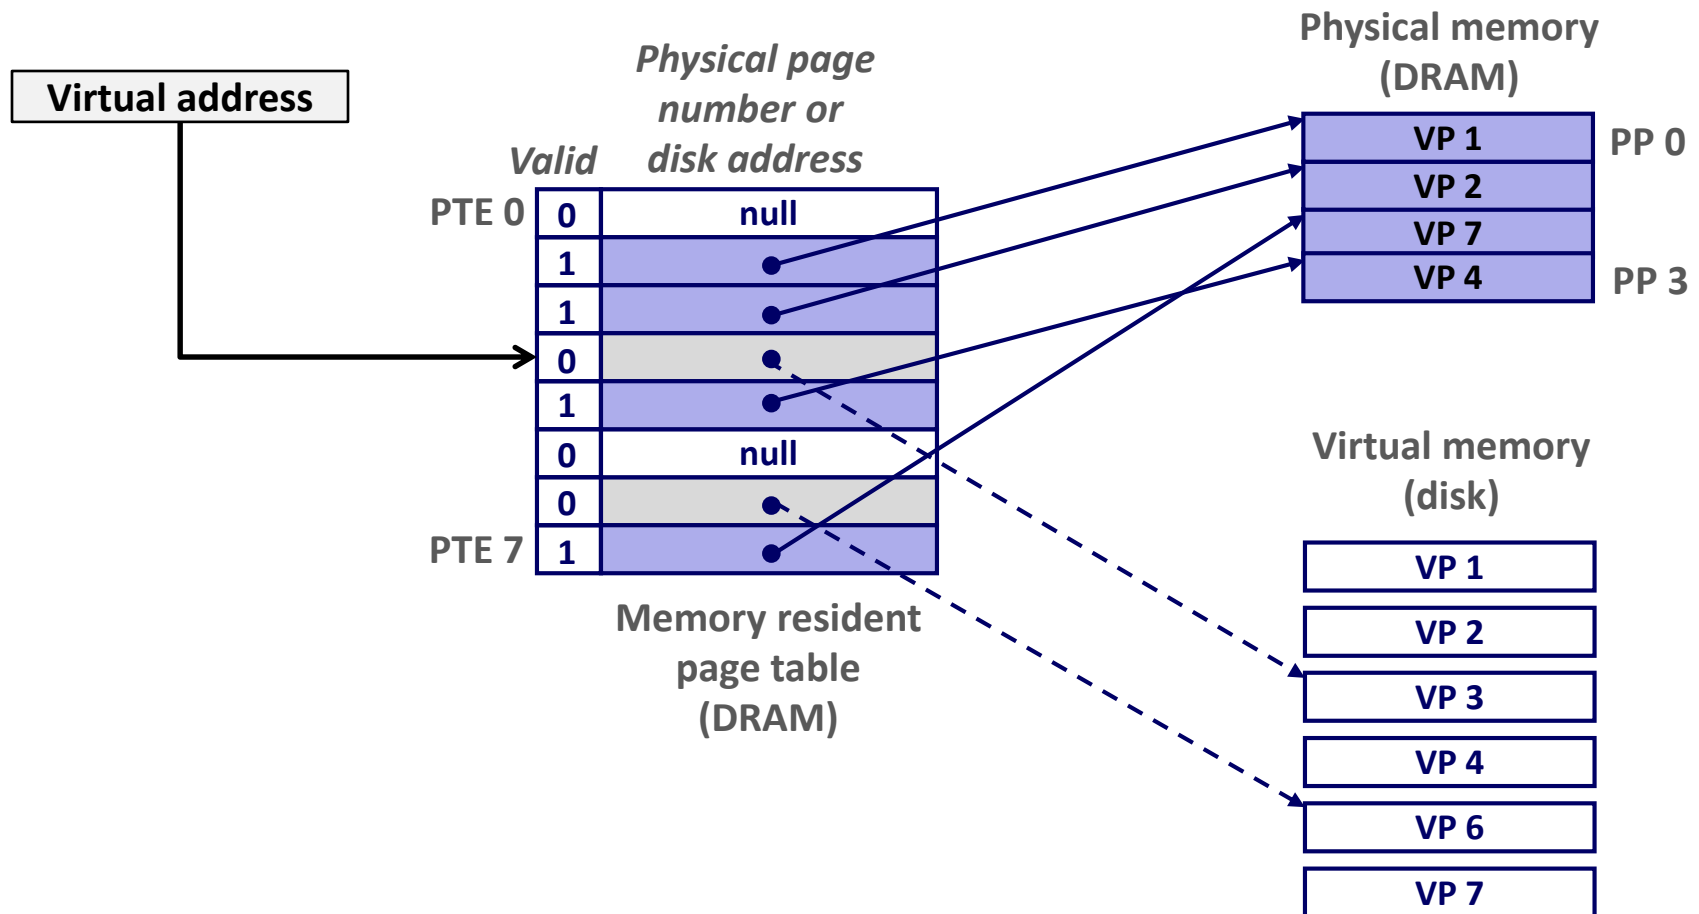 Virtual address
Physical page
number or
disk address
Valid
PTE 0
0
null
1
1
0
1
0
null
0
PTE 7
1
Memory resident
page table
(DRAM)
Physical memory
(DRAM)
VP 1
PP 0
VP 2
VP 7
VP 4
PP 3
Virtual memory
(disk)
VP 1
VP 2
VP 3
VP 4
VP 6
VP 7